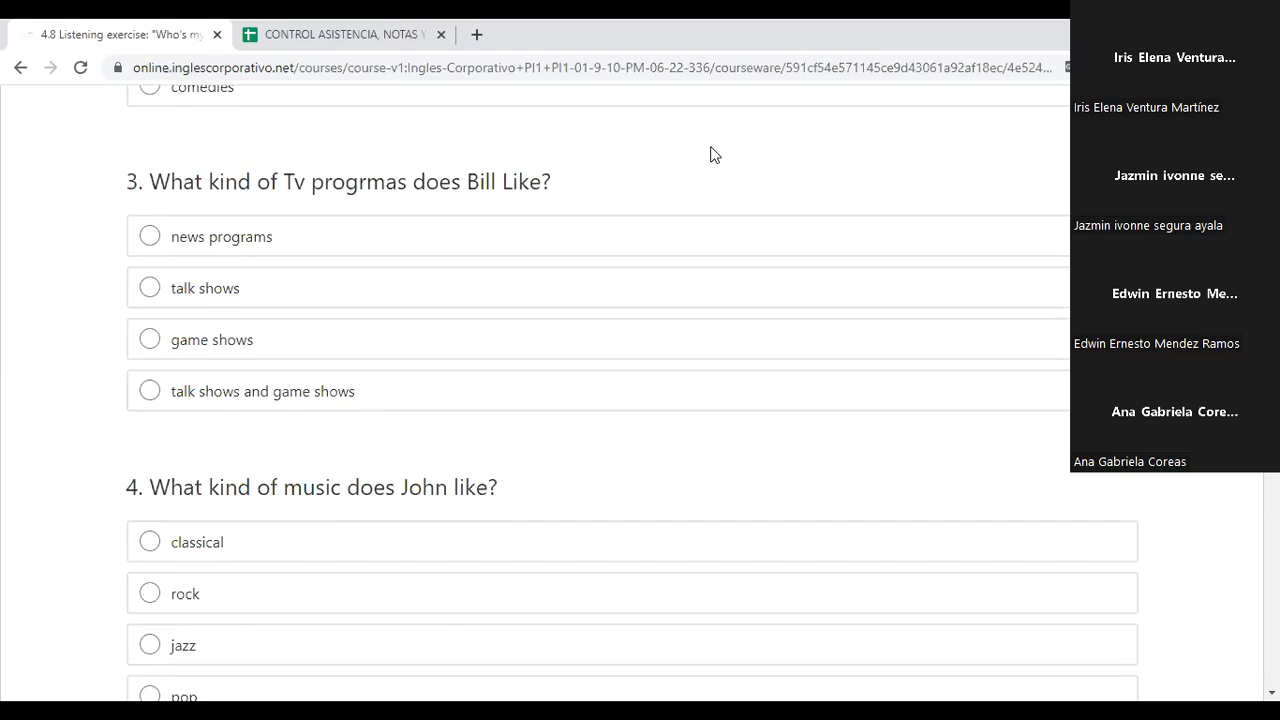 4.8 Listening exercise: "Who's my
CONTROL ASISTENCIA, NOTAS Y
online.inglescorporativo.net/courses/course-v1:Ingles-Corporativo+PI1+PI1-01-9-10-PM-06-22-336/courseware/591cf54e571145ce9d43061a92af18ec/4e524...
comedies
3. What kind of Tv progrmas does Bill Like?
news programs
talk shows
game shows
talk shows and game shows
4. What kind of music does John like?
classical
rock
jazz
pop
Iris Elena Ventura...
Iris Elena Ventura Martínez
Jazmin ivonne se...
Jazmin ivonne segura ayala
Edwin Ernesto Me...
Edwin Ernesto Mendez Ramos
Ana Gabriela Core...
Ana Gabriela Coreas